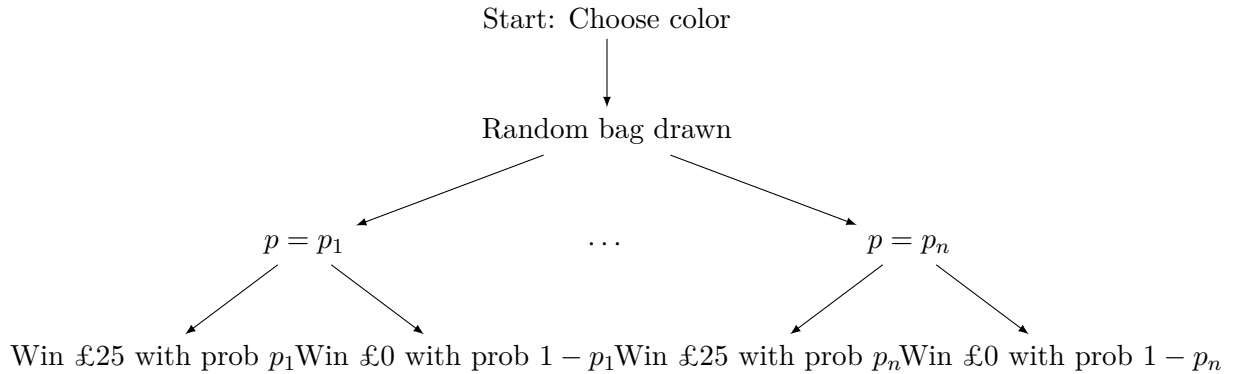 Start: Choose color
Random bag drawn
p = p₁ ... p = pₙ
Win £25 with prob p₁Win £0 with prob 1 − p₁Win £25 with prob pₙWin £0 with prob 1 − pₙ